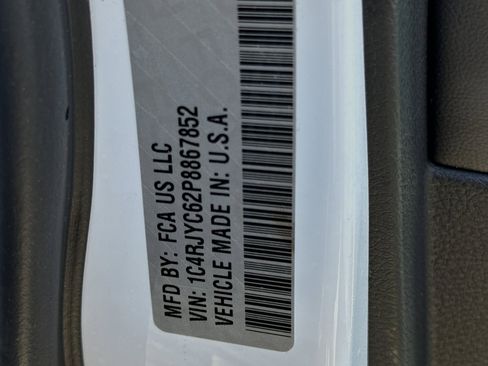 MFD BY: FCA US LLC
VIN: 1C4RJYC62P8867852
VEHICLE MADE IN: U.S.A.